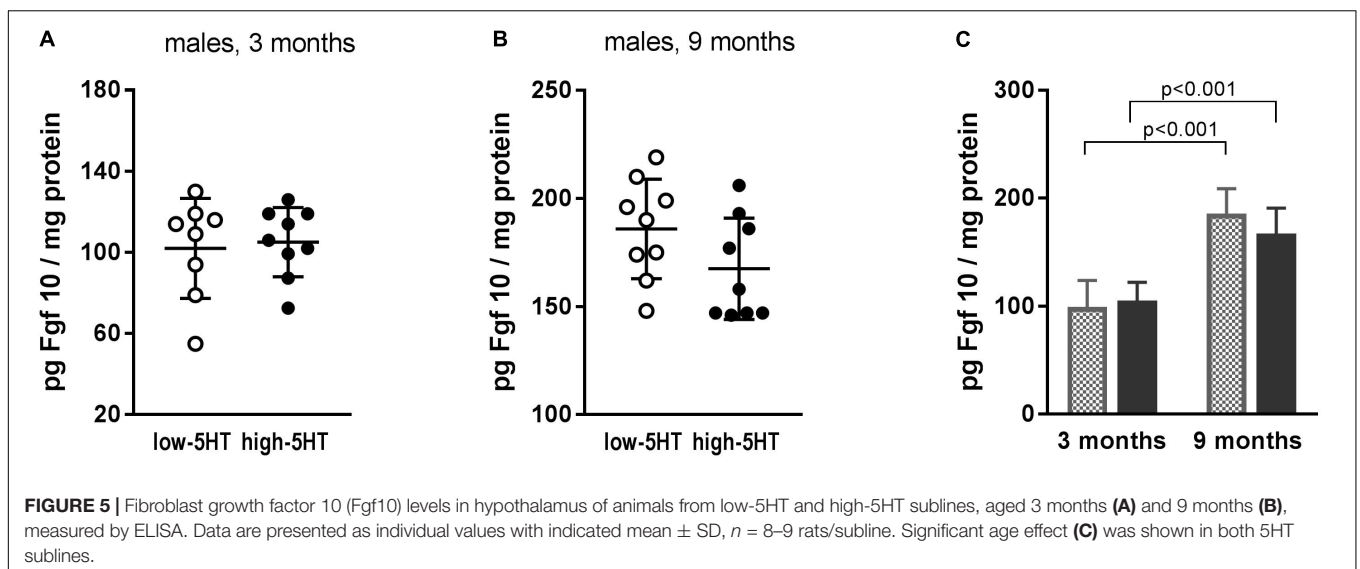 A
males, 3 months
pg Fgf 10 / mg protein
180
140
100
60
20
low-5HT high-5HT
B
males, 9 months
pg Fgf 10 / mg protein
250
200
150
100
low-5HT high-5HT
C
pg Fgf 10 / mg protein
300
200
100
0
p<0.001
p<0.001
3 months 9 months
FIGURE 5 | Fibroblast growth factor 10 (Fgf10) levels in hypothalamus of animals from low-5HT and high-5HT sublines, aged 3 months (A) and 9 months (B),
measured by ELISA. Data are presented as individual values with indicated mean ± SD, n = 8–9 rats/subline. Significant age effect (C) was shown in both 5HT
sublines.